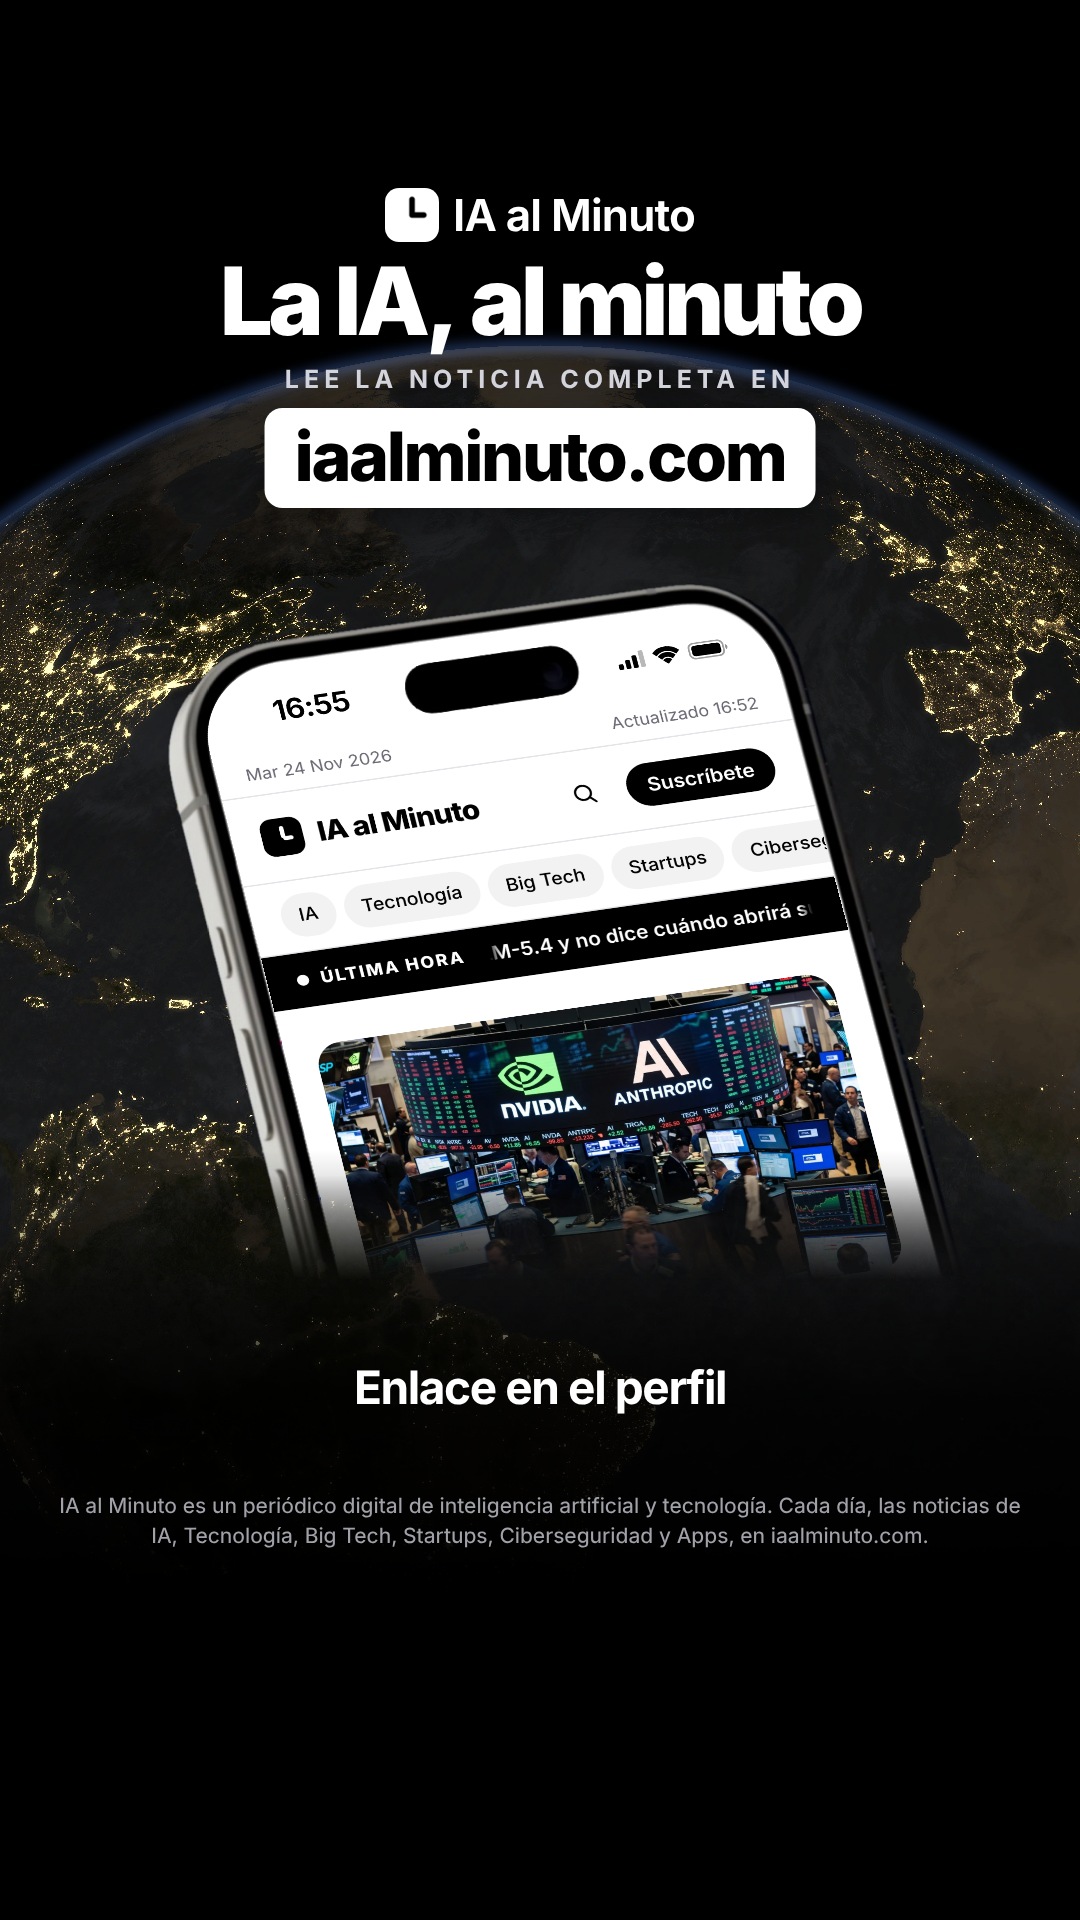 IA al Minuto
La IA, al minuto
LEE LA NOTICIA COMPLETA EN
iaalminuto.com
16:55
Mar 24 Nov 2026
Actualizado 16:52
IA al Minuto
Suscríbete
IA
Tecnología
Big Tech
Startups
Ciberseg
ÚLTIMA HORA
M-5.4 y no dice cuándo abrirá s
NVIDIA.
AI
ANTHROPIC
Enlace en el perfil
IA al Minuto es un periódico digital de inteligencia artificial y tecnología. Cada día, las noticias de
IA, Tecnología, Big Tech, Startups, Ciberseguridad y Apps, en iaalminuto.com.